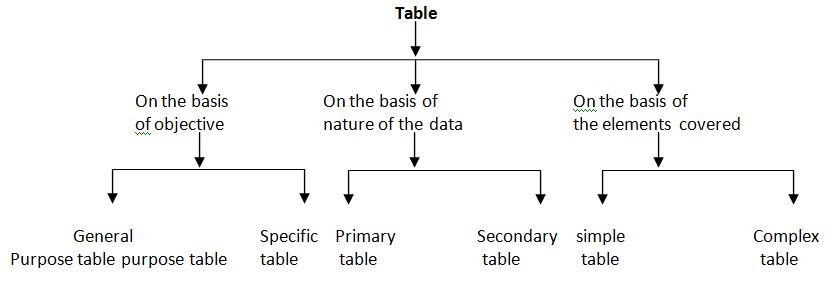 Table
On the basis
of objective
On the basis of
nature of the data
On the basis of
the elements covered
General
Purpose table purpose table
Specific
table
Primary
table
Secondary
table
simple
table
Complex
table